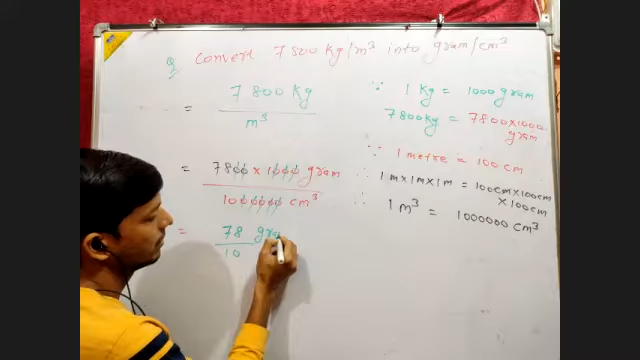 Q. Convert 7800 kg/m³ into gram/cm³
= 7800 kg
m³
= 7800 x 1000 gram
1000000 cm³
= 78 gra
10
∵ 1 kg = 1000 gram
7800 kg = 7800x1000
gram
∵ 1 metre = 100 cm
∴ 1m x 1m x 1m = 100cm x 100cm
x 100cm
∴ 1 m³ = 1000000 cm³